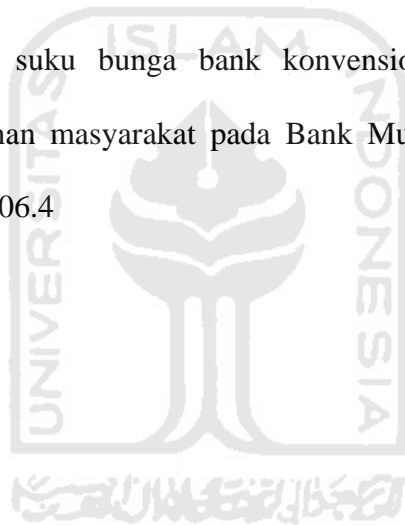 suku bunga bank konvensio
nan masyarakat pada Bank Mu
06.4
ISLAM
UNIVERSITAS
INDONESIA